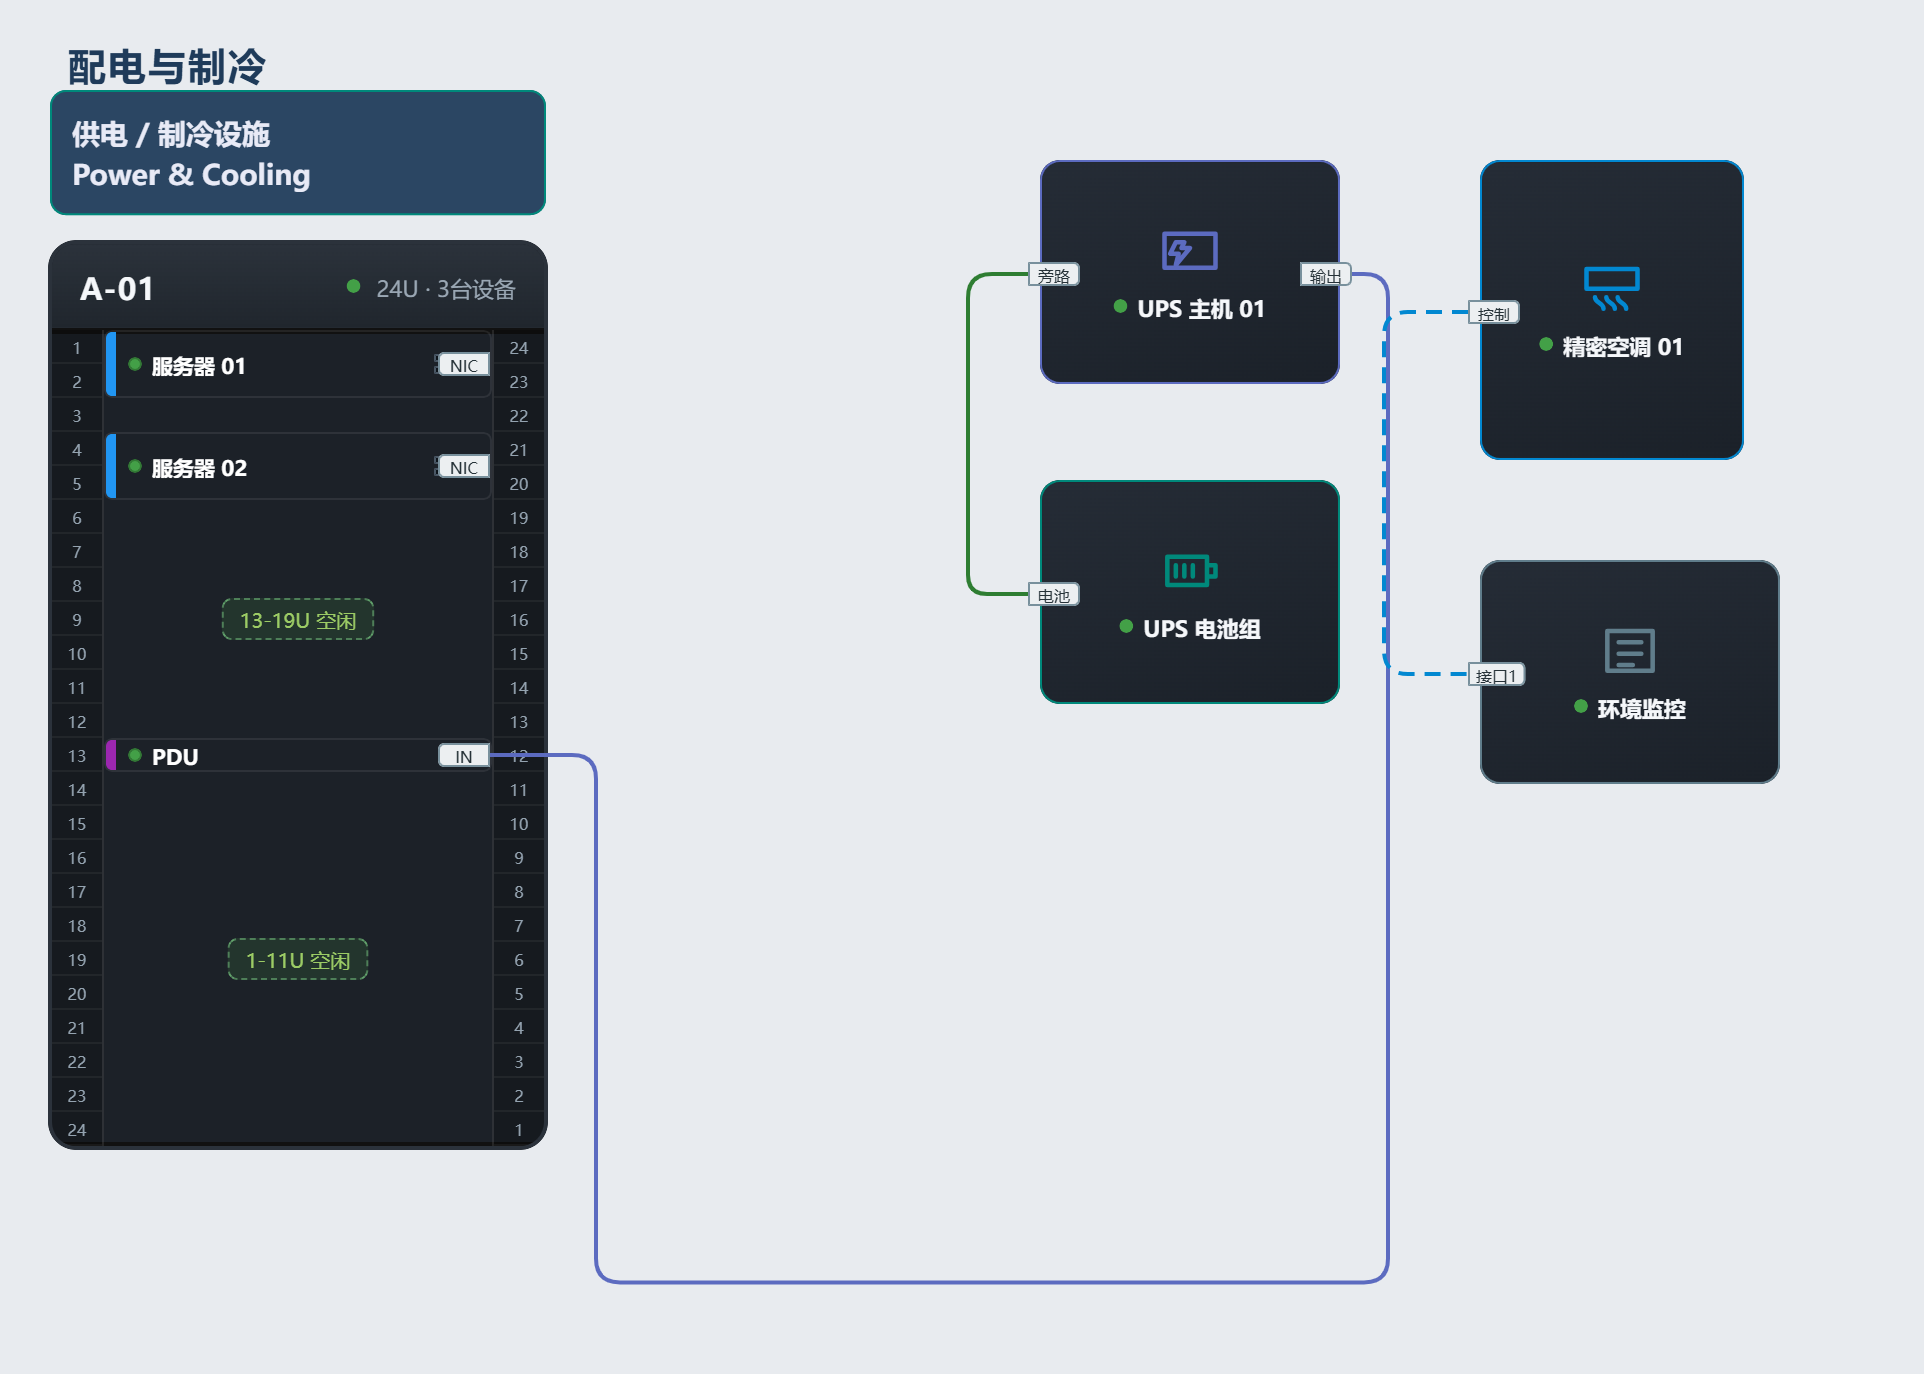 配电与制冷
供电 / 制冷设施
Power & Cooling
A-01
24U · 3台设备
1
服务器 01
NIC
24
2
23
3
22
4
服务器 02
NIC
21
5
20
6
19
7
18
8
17
9
13-19U 空闲
16
10
15
11
14
12
13
13
PDU
IN
12
14
11
15
10
16
9
17
8
18
7
19
1-11U 空闲
6
20
5
21
4
22
3
23
2
24
1
旁路
输出
UPS 主机 01
电池
UPS 电池组
控制
精密空调 01
接口1
环境监控